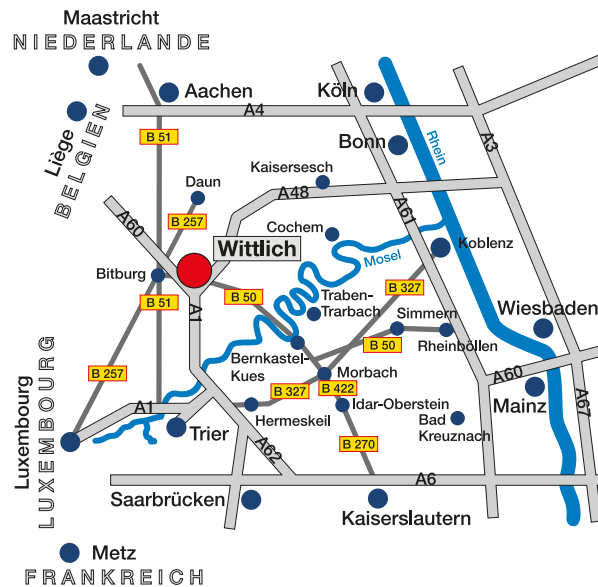 Maastricht
NIEDERLANDE
Aachen
Köln
A4
B 51
Liège
BELGIEN
Bonn
Rhein
A3
Kaisersesch
Daun
A48
A60
B 257
A61
Cochem
Wittlich
Koblenz
Mosel
Bitburg
B 50
B 327
B 51
A1
Traben-
Trarbach
Simmern
Wiesbaden
Bernkastel-
Kues
B 50
Rheinböllen
B 257
Morbach
A60
B 327
B 422
Mainz
A1
Idar-Oberstein
A67
Hermeskeil
Bad
Kreuznach
Trier
Luxembourg
LUXEMBOURG
A62
B 270
A6
Saarbrücken
Kaiserslautern
Metz
FRANKREICH